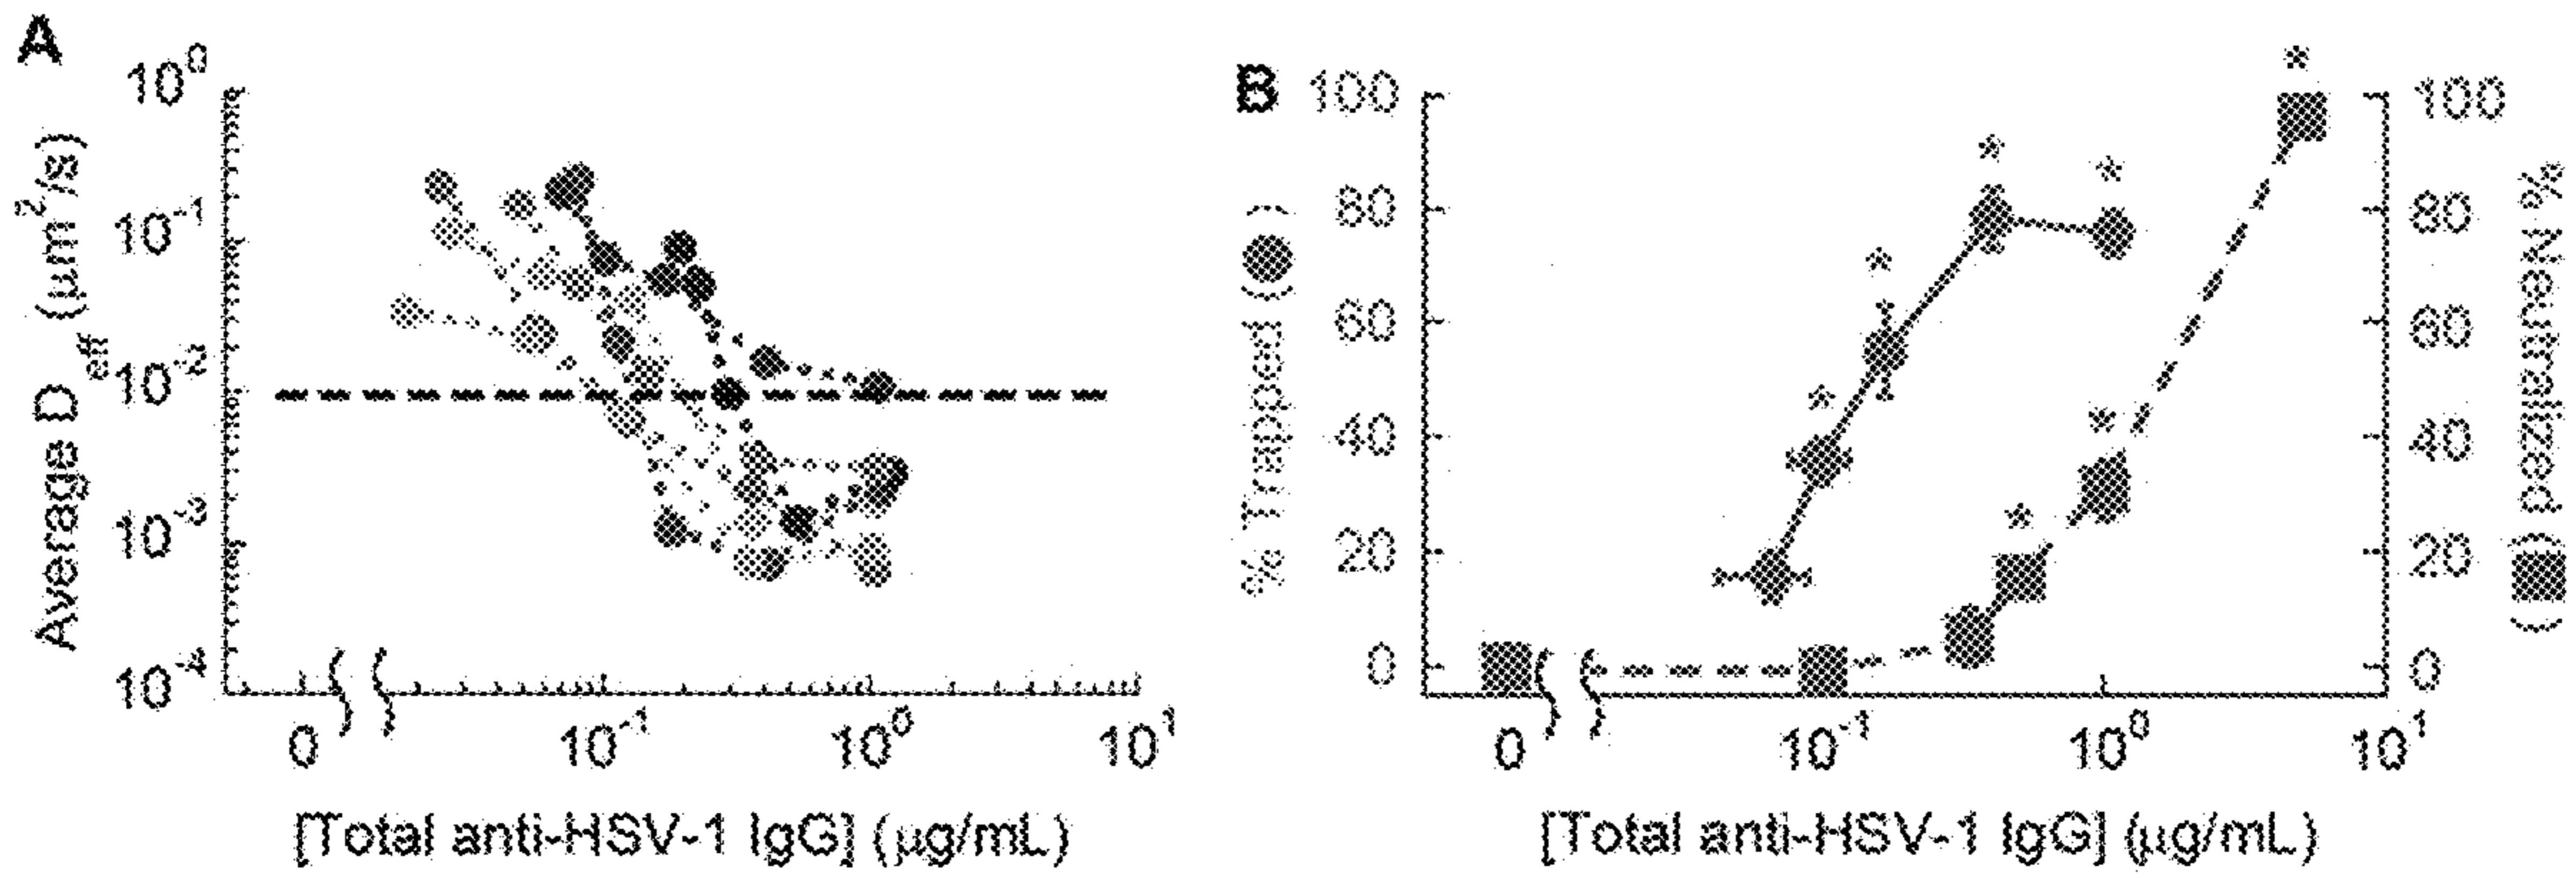 A
10^0
10^-1
10^-2
10^-3
10^-4
Average D_eff (μm^2/s)
0 10^-1 10^0 10^1
[Total anti-HSV-1 IgG] (μg/mL)
B
100
80
60
40
20
0
% Trapped (●)
* * * * * * * 
100
80
60
40
20
0
% Neutralized (■)
0 10^-1 10^0 10^1
[Total anti-HSV-1 IgG] (μg/mL)